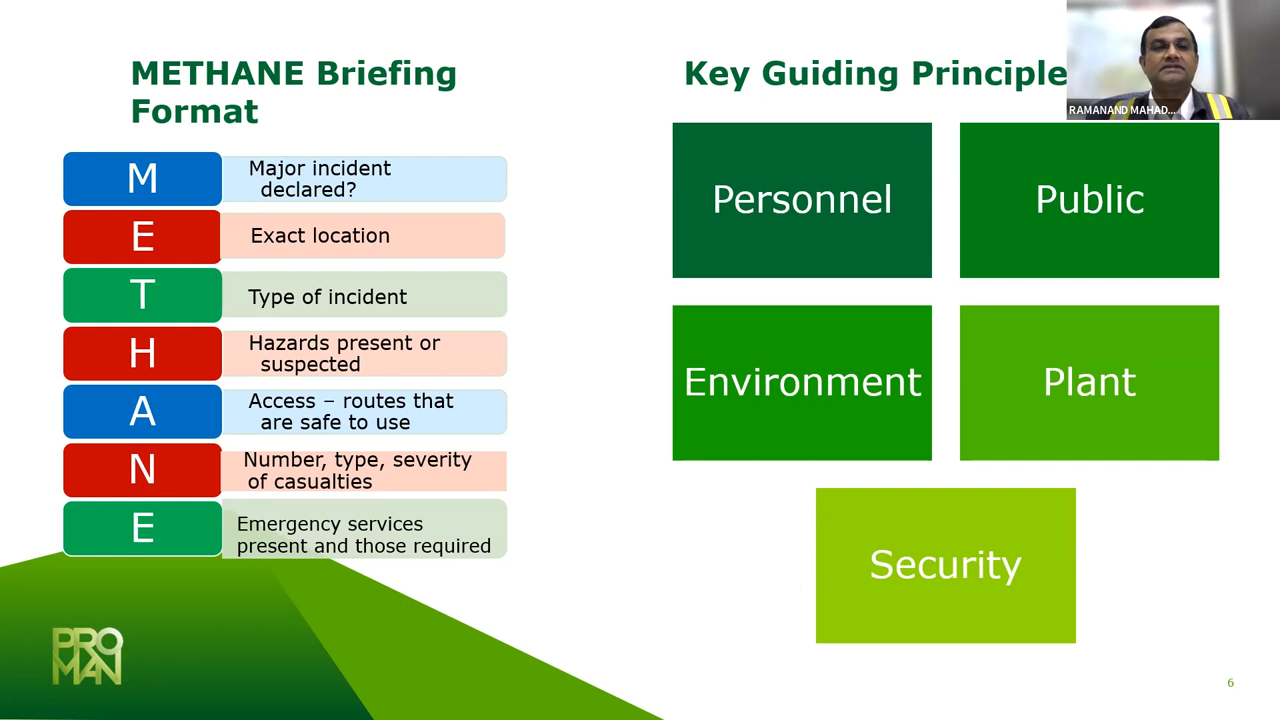 METHANE Briefing
Format
M
Major incident
declared?
E
Exact location
T
Type of incident
H
Hazards present or
suspected
A
Access – routes that
are safe to use
N
Number, type, severity
of casualties
E
Emergency services
present and those required
Key Guiding Principle
Personnel
Public
Environment
Plant
Security
RAMANAND MAHAD...
PROMAN
6